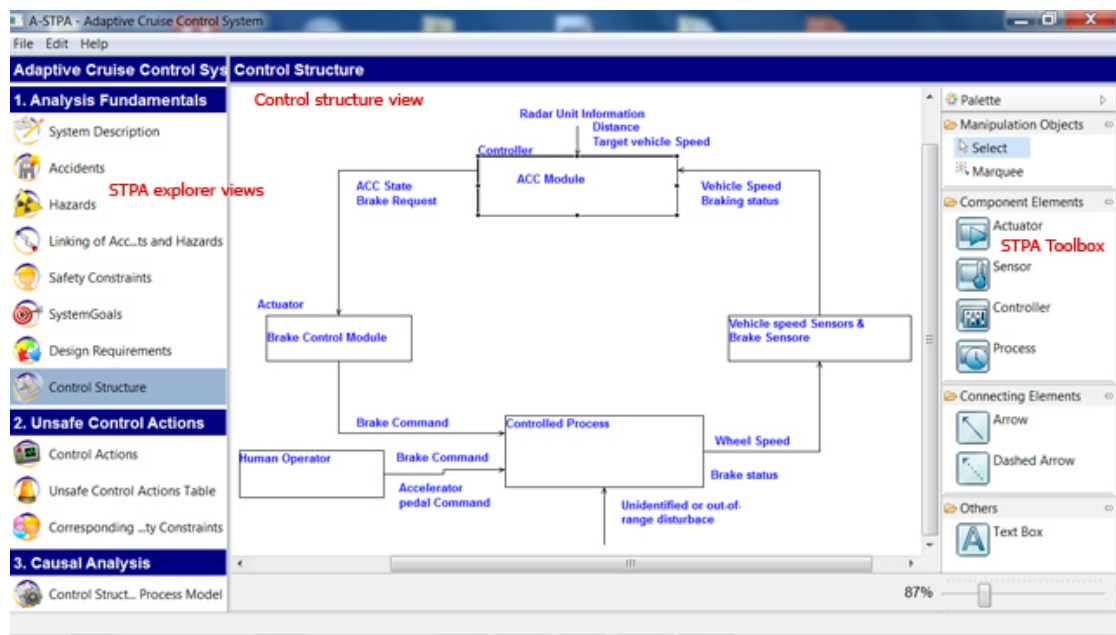 A-STPA - Adaptive Cruise Control System
File Edit Help
Adaptive Cruise Control Sys
Control Structure
1. Analysis Fundamentals
System Description
Accidents
STPA explorer views
Hazards
Linking of Acc...ts and Hazards
Safety Constraints
SystemGoals
Design Requirements
Control Structure
2. Unsafe Control Actions
Control Actions
Unsafe Control Actions Table
Corresponding ...ty Constraints
3. Causal Analysis
Control Struct... Process Model
Control structure view
Radar Unit Information
Distance
Target vehicle Speed
Controller
ACC Module
ACC State
Brake Request
Vehicle Speed
Braking status
Actuator
Brake Control Module
Vehicle speed Sensors &
Brake Sensore
Brake Command
Controlled Process
Wheel Speed
Human Operator
Brake Command
Brake status
Accelerator
pedal Command
Unidentified or out-of-
range disturbace
87%
Palette
Manipulation Objects
Select
Marquee
Component Elements
Actuator
STPA Toolbox
Sensor
Controller
Process
Connecting Elements
Arrow
Dashed Arrow
Others
Text Box